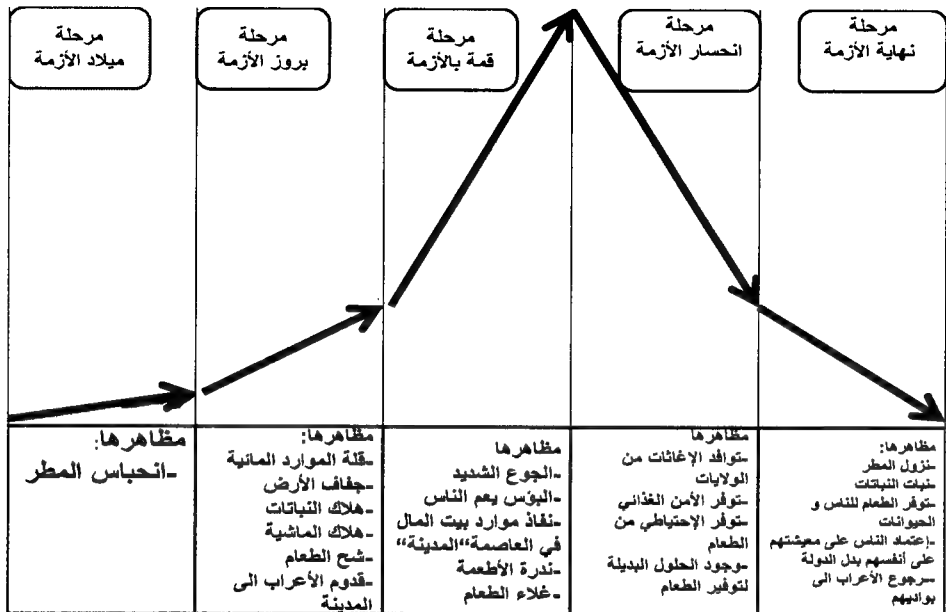 مرحلة
ميلاد الأزمة
مرحلة
بروز الأزمة
مرحلة
قمة بالأزمة
مرحلة
انحسار الأزمة
مرحلة
نهاية الأزمة
مظاهرها:
-انحباس المطر
مظاهرها:
-قلة الموارد المائية
-جفاف الأرض
-هلاك النباتات
-هلاك الماشية
-شح الطعام
-قدوم الأعراب الى
المدينة
مظاهرها
-الجوع الشديد
-البؤس يعم الناس
-نفاذ موارد بيت المال
في العاصمة"المدينة"
-ندرة الأطعمة
-غلاء الطعام
مظاهرها
-توافد الإغاثات من
الولايات
-توفر الأمن الغذائي
-توفر الإحتياطي من
الطعام
-وجود الحلول البديلة
لتوفير الطعام
مظاهرها:
-نزول المطر
-نبات النباتات
-توفر الطعام للناس و
الحيوانات
-إعتماد الناس على معيشتهم
على أنفسهم بدل الدولة
-رجوع الأعراب الى
بواديهم